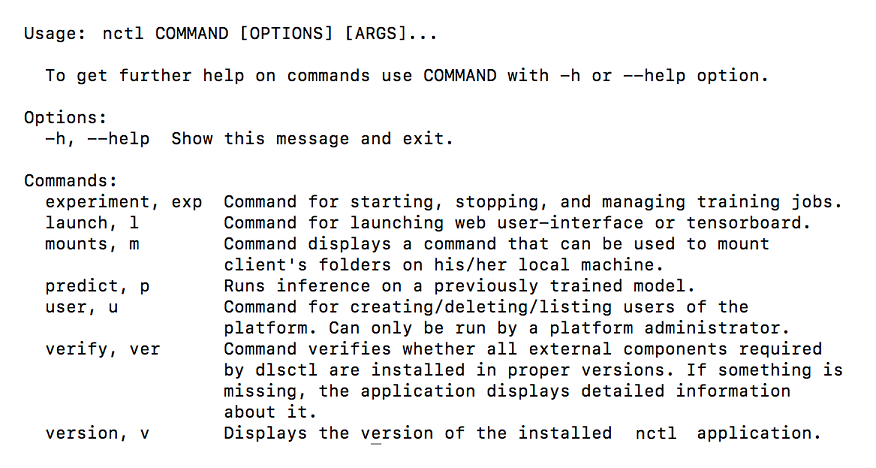 Usage: nctl COMMAND [OPTIONS] [ARGS]...
To get further help on commands use COMMAND with -h or --help option.
Options:
-h, --help Show this message and exit.
Commands:
experiment, exp Command for starting, stopping, and managing training jobs.
launch, l Command for launching web user-interface or tensorboard.
mounts, m Command displays a command that can be used to mount
client's folders on his/her local machine.
predict, p Runs inference on a previously trained model.
user, u Command for creating/deleting/listing users of the
platform. Can only be run by a platform administrator.
verify, ver Command verifies whether all external components required
by dlsctl are installed in proper versions. If something is
missing, the application displays detailed information
about it.
version, v Displays the version of the installed nctl application.